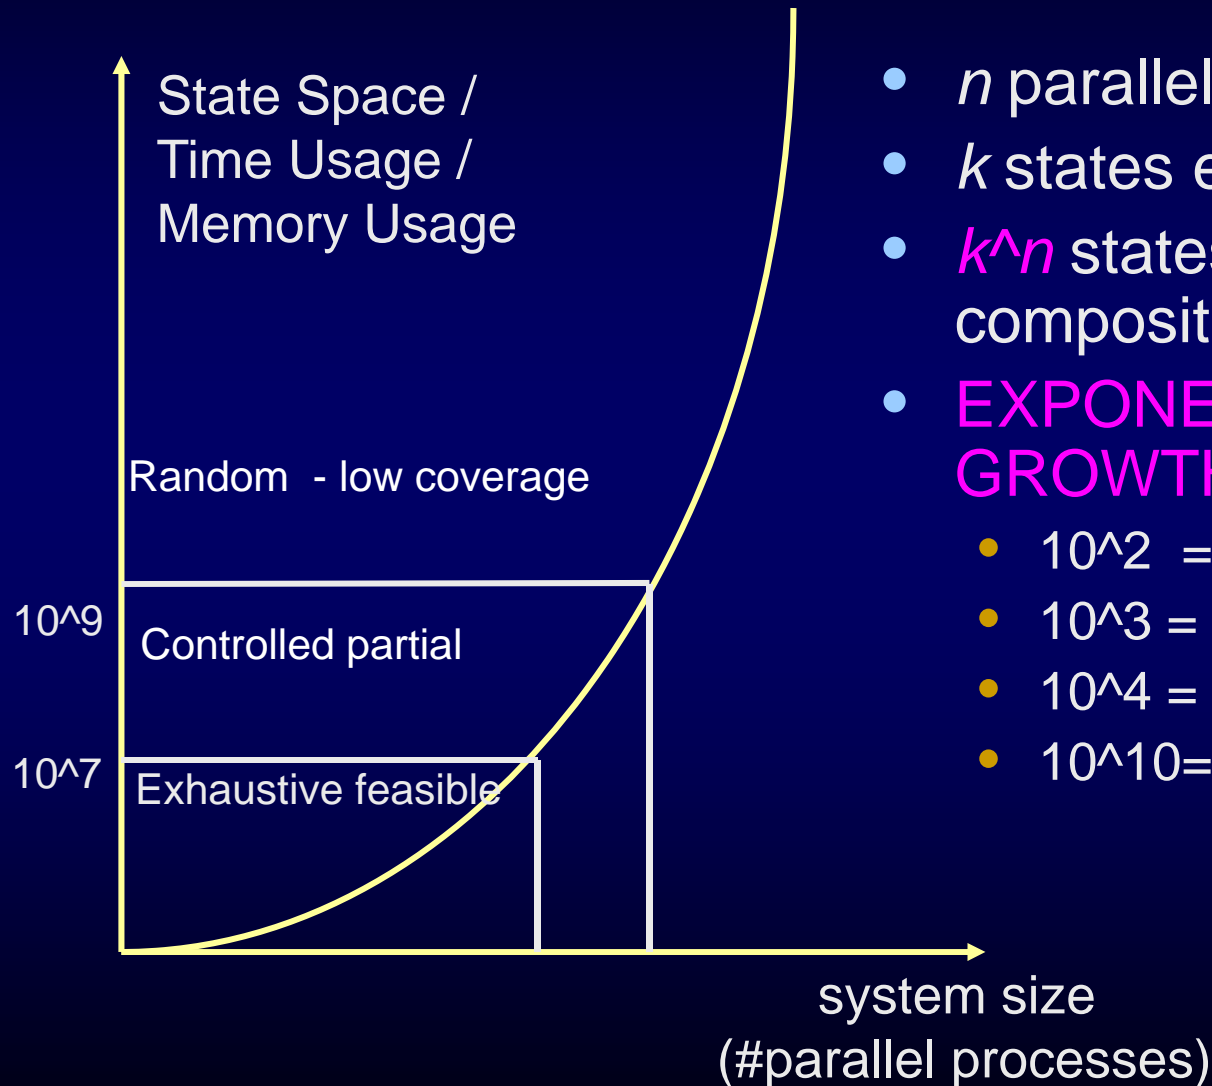 State Space /
Time Usage /
Memory Usage
Random - low coverage
10^9
Controlled partial
10^7
Exhaustive feasible
system size
(#parallel processes)
n parallel
k states
k^n states
10^2 =
10^3 =
10^4 =
10^10=